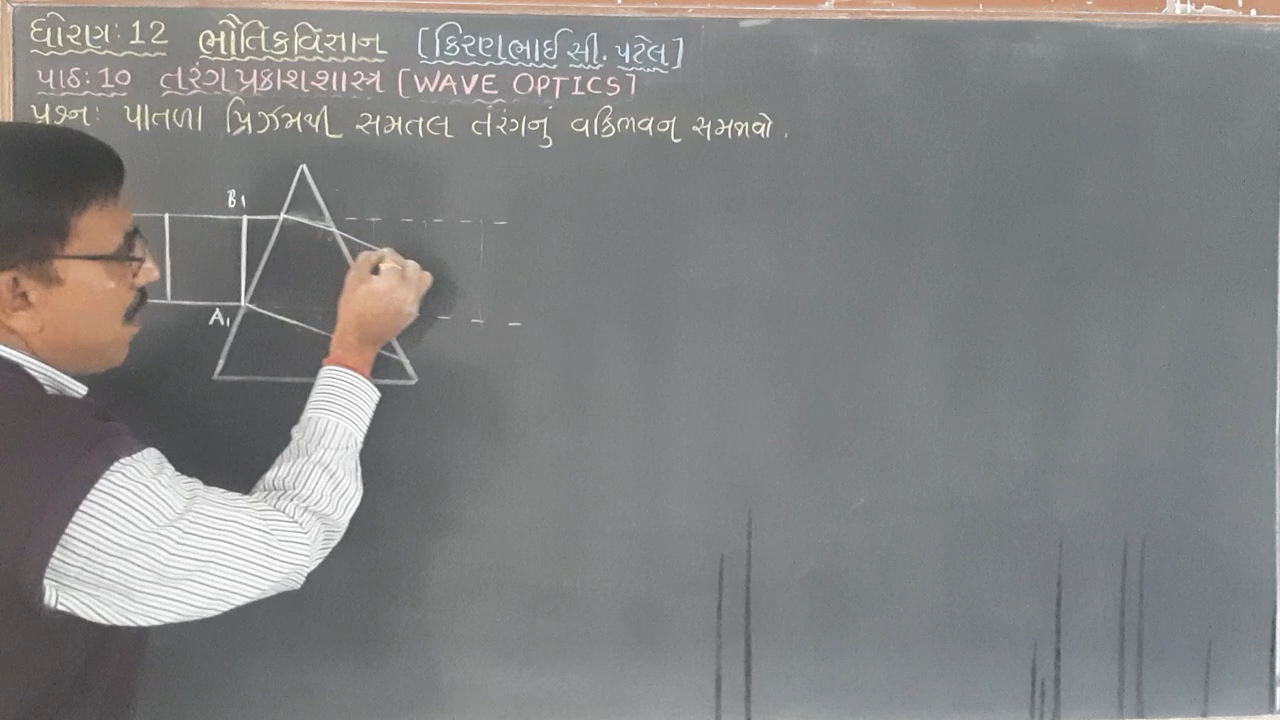 ધોરણ: 12 ભૌતિકવિજ્ઞાન [કિરણભાઈ સી. પટેલ]
પાઠ: 10 તરંગ પ્રકાશશાસ્ત્ર [WAVE OPTICS]
પ્રશ્ન: પાતળા પ્રિઝમથી સમતલ તરંગનું વક્રિભવન સમજાવો.
B₁
A₁